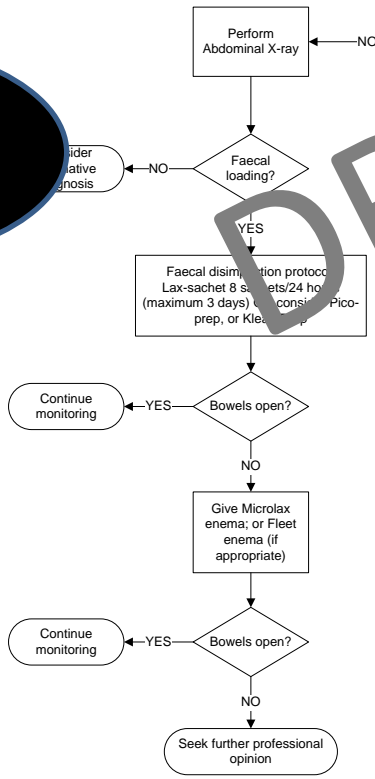 Perform
Abdominal X-ray
NO
Faecal
loading?
NO
YES
Faecal
Lax-sachet 8
(maximum 3 days)
prep, or
Bowels open?
YES
Continue
monitoring
NO
Give Microlax
enema; or Fleet
enema (if
appropriate)
Bowels open?
YES
Continue
monitoring
NO
Seek further professional
opinion